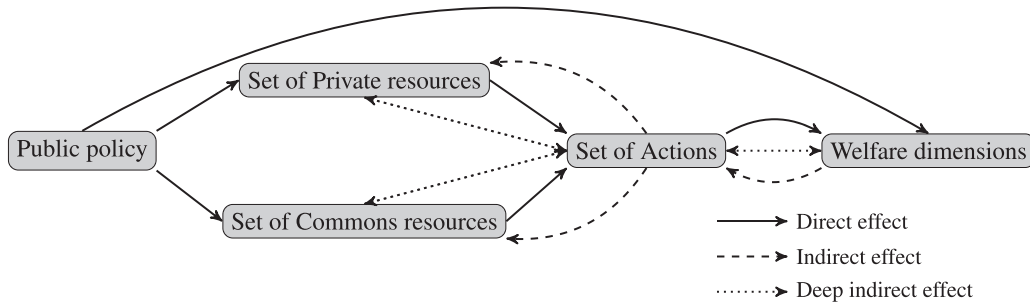 Set of Private resources
Public policy
Set of Actions
Welfare dimensions
Set of Commons resources
Direct effect
Indirect effect
Deep indirect effect